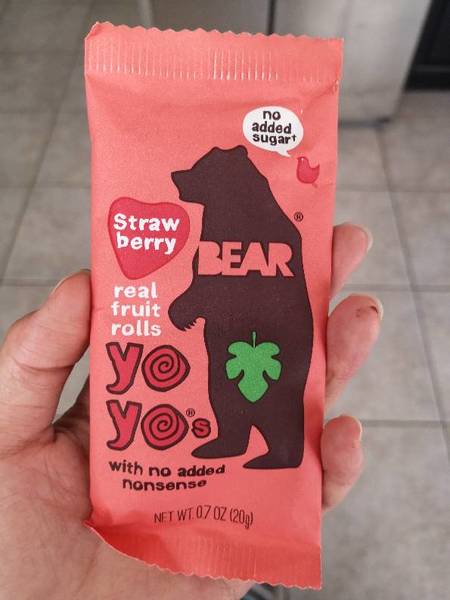 no
added
sugar†
Straw
berry
BEAR®
real
fruit
rolls
yo
yo®s
with no added
nonsense
NET WT. 0.7 OZ (20g)